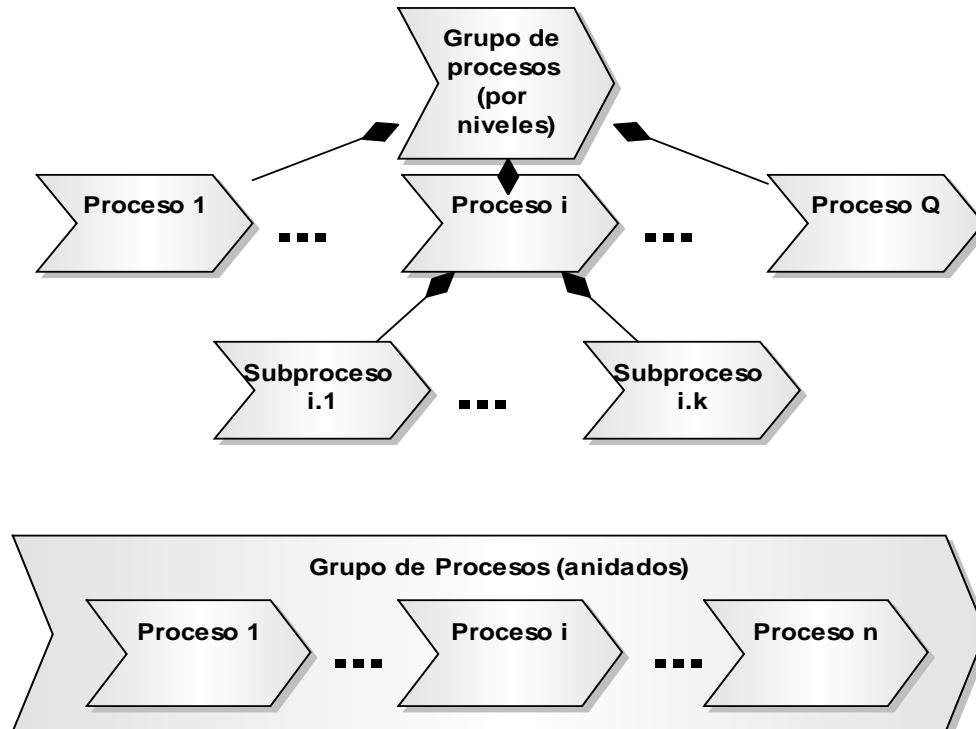 Grupo de
procesos
(por
niveles)
Proceso 1
Proceso i
Proceso Q
Subproceso
i.1
Subproceso
i.k
Grupo de Procesos (anidados)
Proceso 1
Proceso i
Proceso n